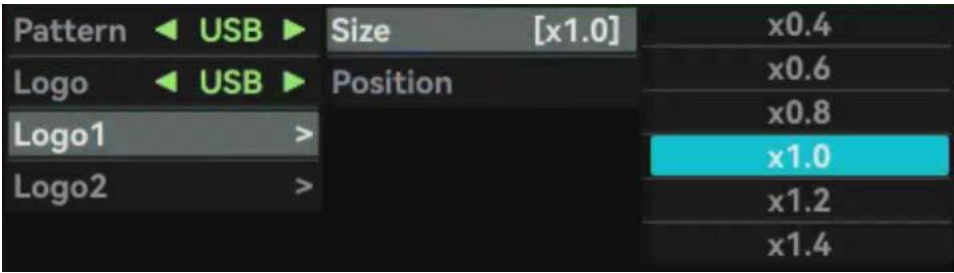 Pattern ◀ USB ▶
Logo ◀ USB ▶
Logo1 >
Logo2 >
Size [x1.0]
Position
x0.4
x0.6
x0.8
x1.0
x1.2
x1.4